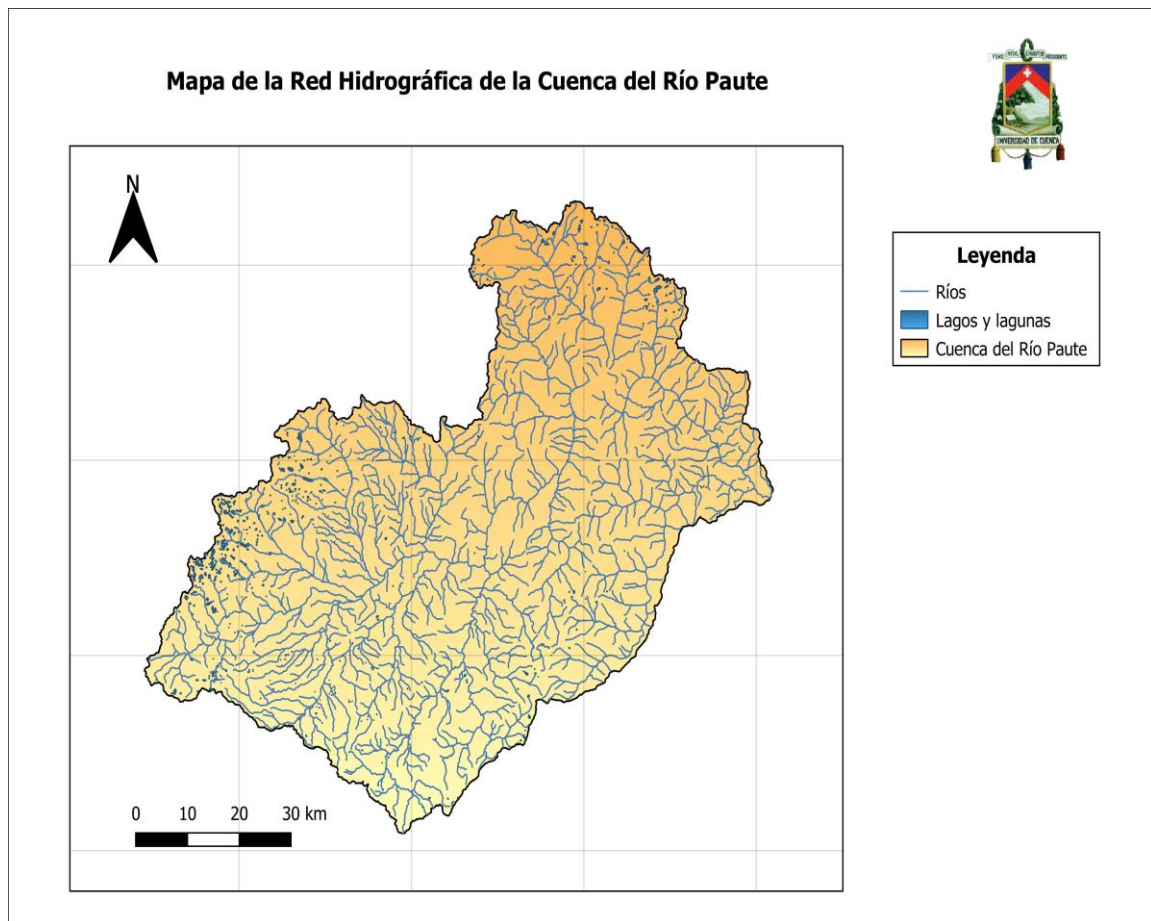 Mapa de la Red Hidrográfica de la Cuenca del Río Paute
UNIVERSIDAD DE CUENCA
N
Leyenda
Ríos
Lagos y lagunas
Cuenca del Río Paute
0 10 20 30 km